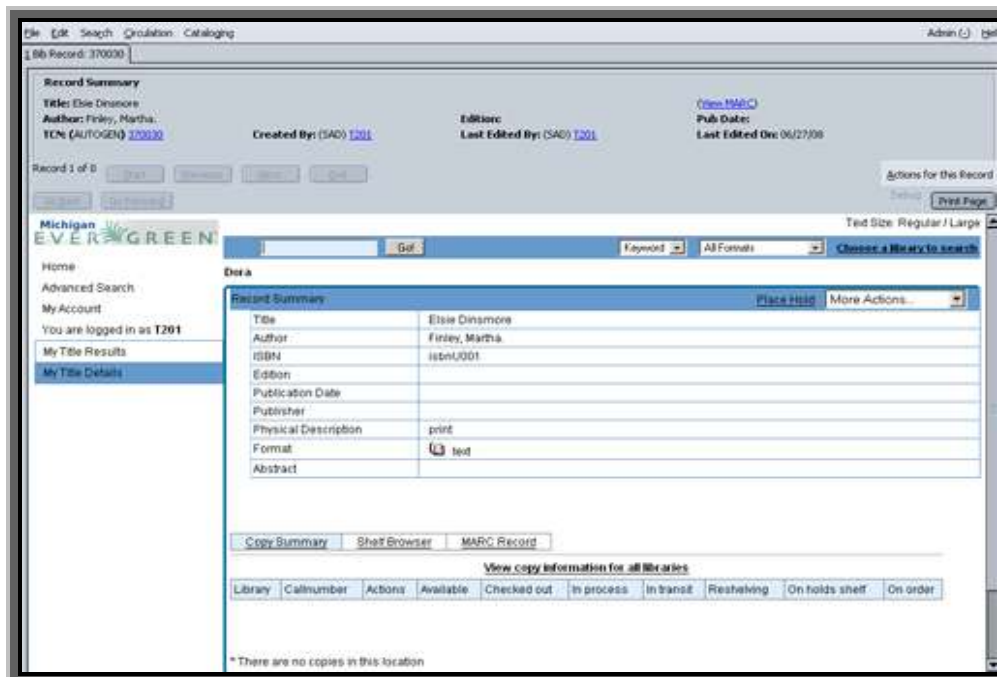 File Edit Search Circulation Cataloging Admin (-) Hel
1 Bib Record: 370030
Record Summary
Title: Elsie Dinsmore (View MARC)
Author: Finley, Martha. Edition: Pub Date:
TCN: (AUTOGEN) 370030 Created By: (SAD) T201 Last Edited By: (SAD) T201 Last Edited On: 06/27/08
Record 1 of 0 Start Next End Actions for this Record
Debug Print Page
Michigan Text Size: Regular / Large
EVERGREEN
Go! Keyword All Formats Choose a library to search
Home Dora
Advanced Search
Record Summary Place Hold More Actions...
My Account
You are logged in as T201
My Title Results
My Title Details
Title Elsie Dinsmore
Author Finley, Martha.
ISBN isbnU001
Edition
Publication Date
Publisher
Physical Description print
Format text
Abstract
Copy Summary Shelf Browser MARC Record
View copy information for all libraries
Library Callnumber Actions Available Checked out In process In transit Reshelving On holds shelf On order
* There are no copies in this location